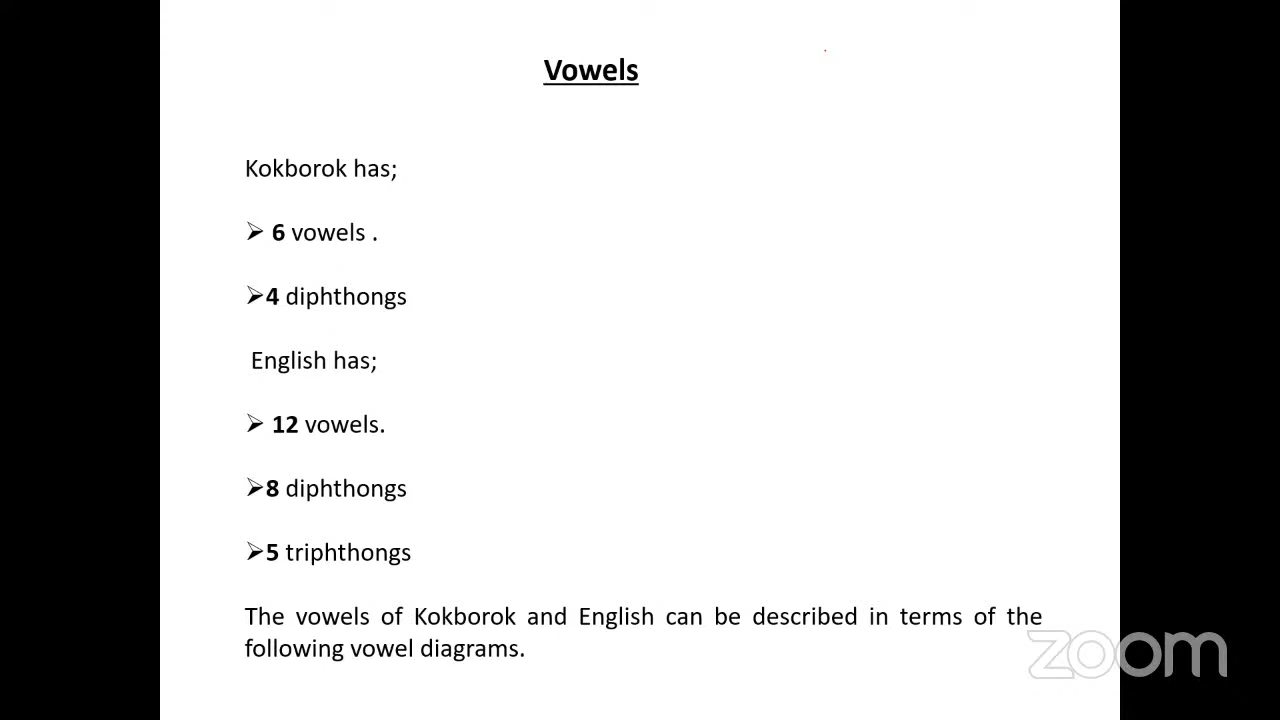 Vowels
Kokborok has;
➢ 6 vowels .
➢4 diphthongs
English has;
➢ 12 vowels.
➢8 diphthongs
➢5 triphthongs
The vowels of Kokborok and English can be described in terms of the
following vowel diagrams.
zoom